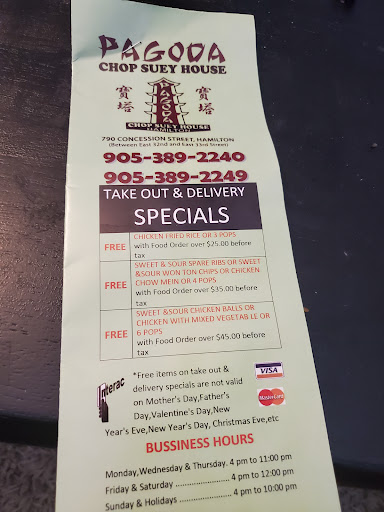 PAGODA
CHOP SUEY HOUSE
寶塔
PAGODA
寶塔
CHOP SUEY HOUSE
HAMILTON
790 CONCESSION STREET, HAMILTON
(Between East 32nd and East 33rd Street)
905-389-2240
905-389-2249
TAKE OUT & DELIVERY
SPECIALS
FREE
CHICKEN FRIED RICE OR 3 POPS
with Food Order over $25.00 before
tax
FREE
SWEET & SOUR SPARE RIBS OR SWEET
&SOUR WON TON CHIPS OR CHICKEN
CHOW MEIN OR 4 POPS
with Food Order over $35.00 before
tax
FREE
SWEET &SOUR CHICKEN BALLS OR
CHICKEN WITH MIXED VEGETAB.LE OR
6 POPS
with Food Order over $45.00 before
tax
Interac
*Free items on take out &
delivery specials are not valid
on Mother's Day,Father's
Day,Valentine's Day,New
Year's Eve,New Year's Day, Christmas Eve,etc
VISA
MasterCard
BUSSINESS HOURS
Monday,Wednesday & Thursday. 4 pm to 11:00 pm
Friday & Saturday ........................ 4 pm to 12:00 pm
Sunday & Holidays ....................... 4 pm to 10:00 pm